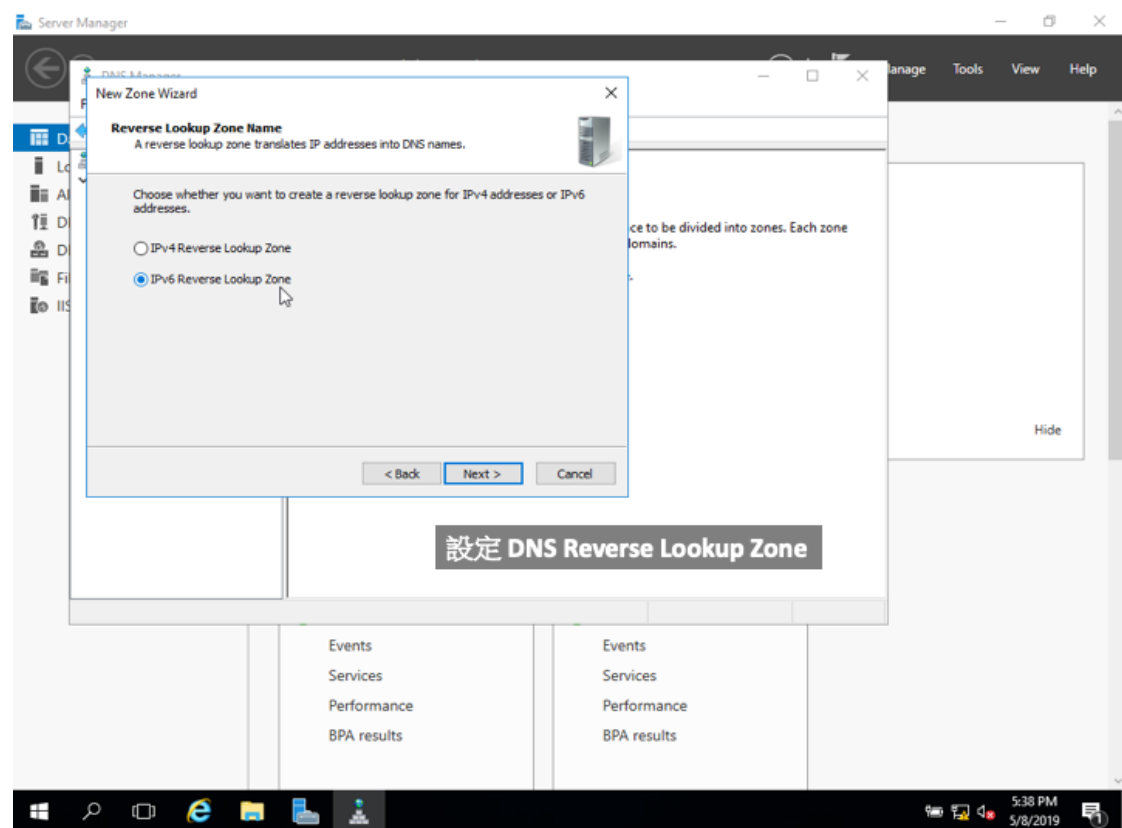 Server Manager
Manage Tools View Help
DNS Manager
New Zone Wizard
Reverse Lookup Zone Name
A reverse lookup zone translates IP addresses into DNS names.
Choose whether you want to create a reverse lookup zone for IPv4 addresses or IPv6
addresses.
IPv4 Reverse Lookup Zone
IPv6 Reverse Lookup Zone
< Back Next > Cancel
to be divided into zones. Each zone
Hide
設定 DNS Reverse Lookup Zone
Events Events
Services Services
Performance Performance
BPA results BPA results
5:38 PM
5/8/2019
1